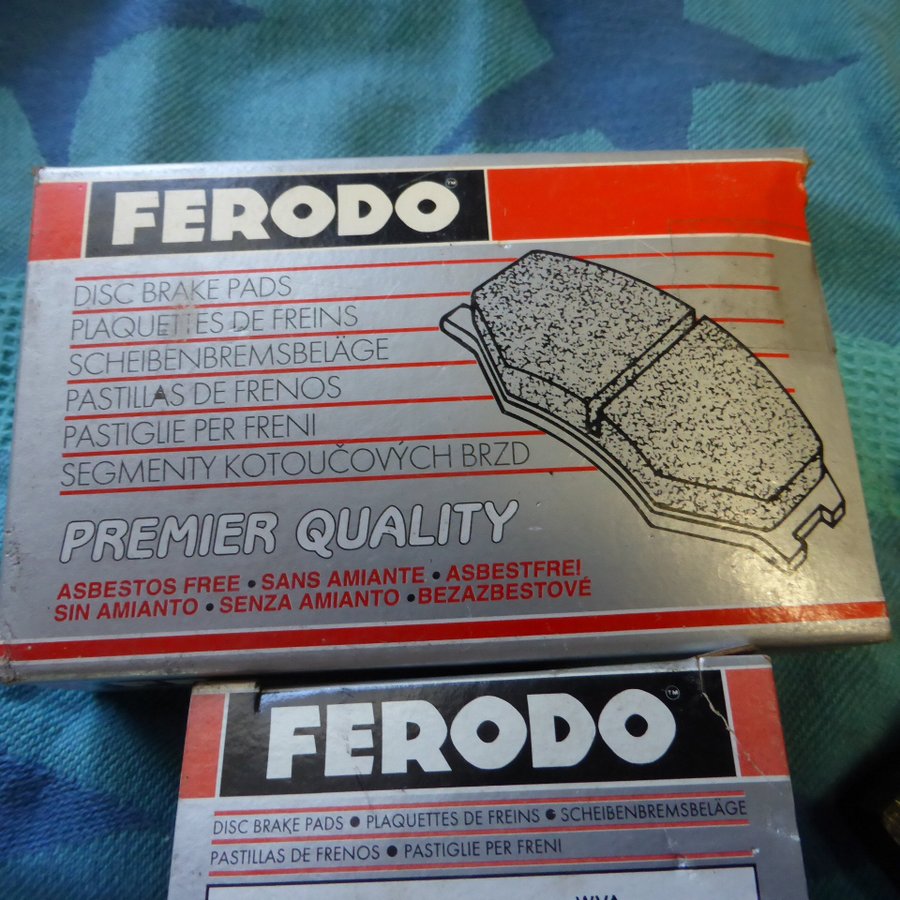 FERODO™
DISC BRAKE PADS
PLAQUETTES DE FREINS
SCHEIBENBREMSBELÄGE
PASTILLAS DE FRENOS
PASTIGLIE PER FRENI
SEGMENTY KOTOUČOVÝCH BRZD
PREMIER QUALITY
ASBESTOS FREE • SANS AMIANTE • ASBESTFREI
SIN AMIANTO • SENZA AMIANTO • BEZAZBESTOVÉ
FERODO™
DISC BRAKE PADS • PLAQUETTES DE FREINS • SCHEIBENBREMSBELÄGE
PASTILLAS DE FRENOS • PASTIGLIE PER FRENI